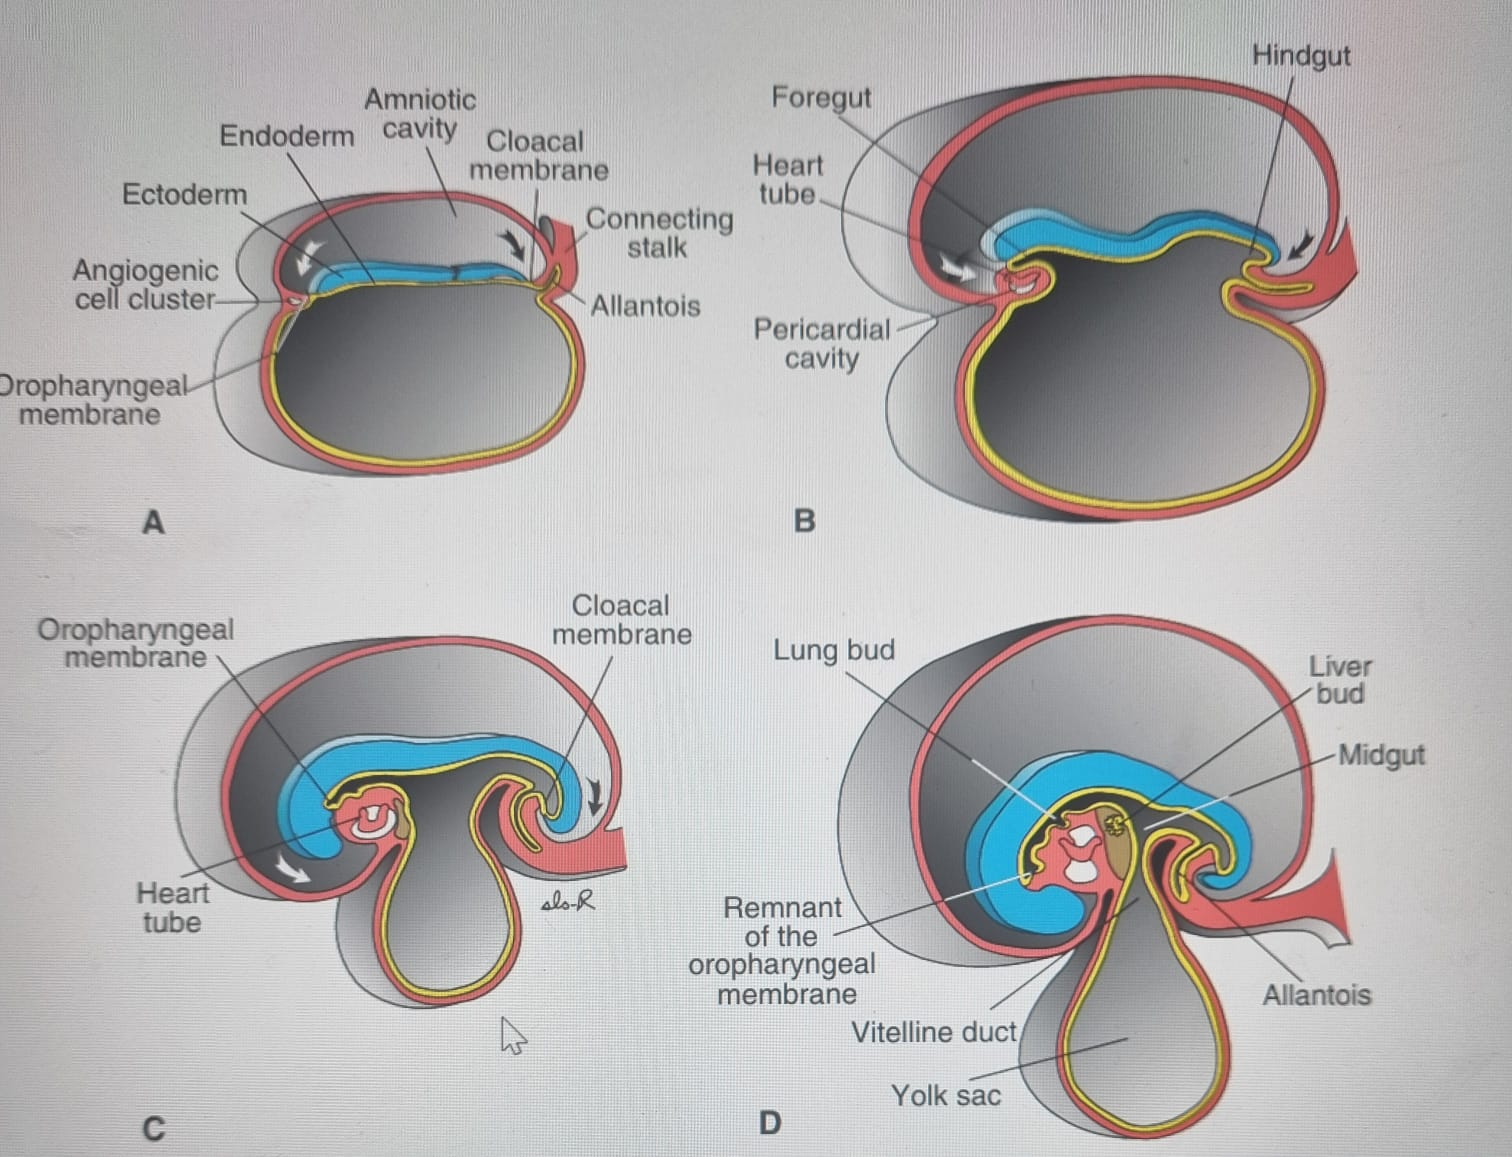 Amniotic
cavity
Endoderm
Cloacal
membrane
Ectoderm
Connecting
stalk
Angiogenic
cell cluster
Allantois
Oropharyngeal
membrane
A
Hindgut
Foregut
Heart
tube
Pericardial
cavity
B
Cloacal
membrane
Oropharyngeal
membrane
Heart
tube
C
Lung bud
Liver
bud
Midgut
Remnant
of the
oropharyngeal
membrane
Allantois
Vitelline duct
Yolk sac
D